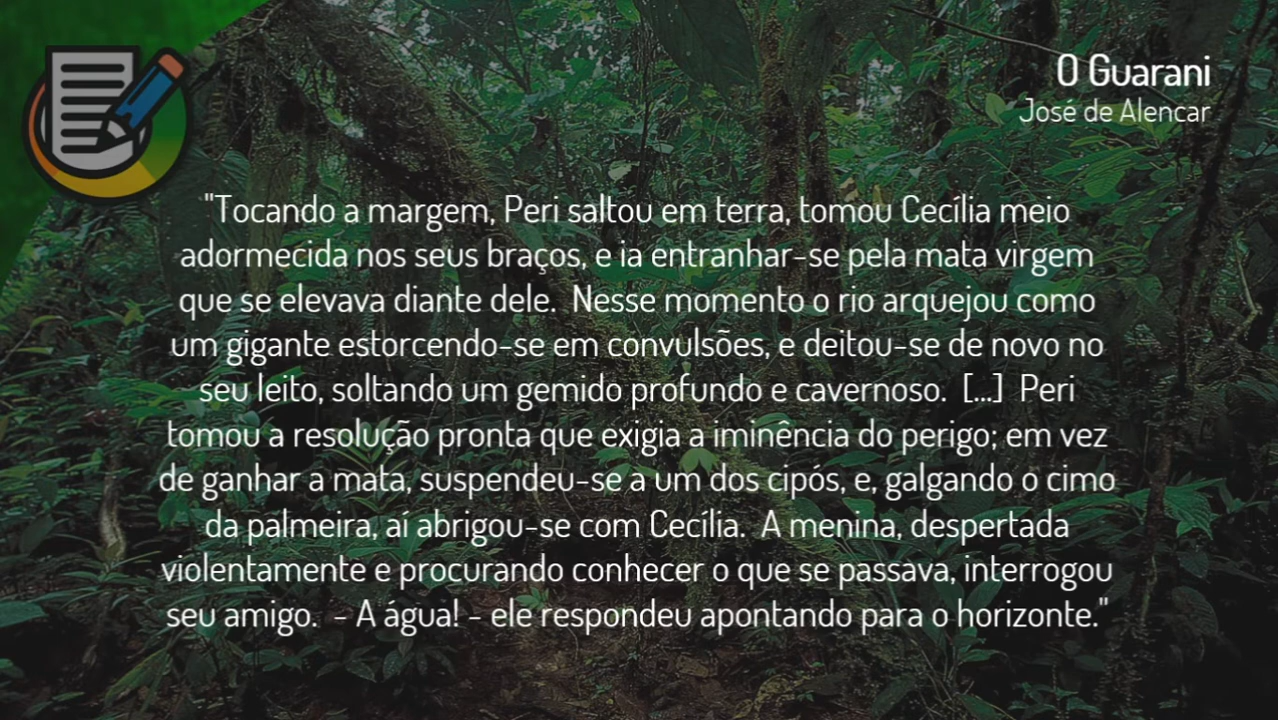 O Guarani
José de Alencar
"Tocando a margem, Peri saltou em terra, tomou Cecília meio
adormecida nos seus braços, e ia entranhar-se pela mata virgem
que se elevava diante dele.  Nesse momento o rio arquejou como
um gigante estorcendo-se em convulsões, e deitou-se de novo no
seu leito, soltando um gemido profundo e cavernoso.  [...]  Peri
tomou a resolução pronta que exigia a iminência do perigo; em vez
de ganhar a mata, suspendeu-se a um dos cipós, e, galgando o cimo
da palmeira, aí abrigou-se com Cecília.  A menina, despertada
violentamente e procurando conhecer o que se passava, interrogou
seu amigo.  - A água! - ele respondeu apontando para o horizonte."